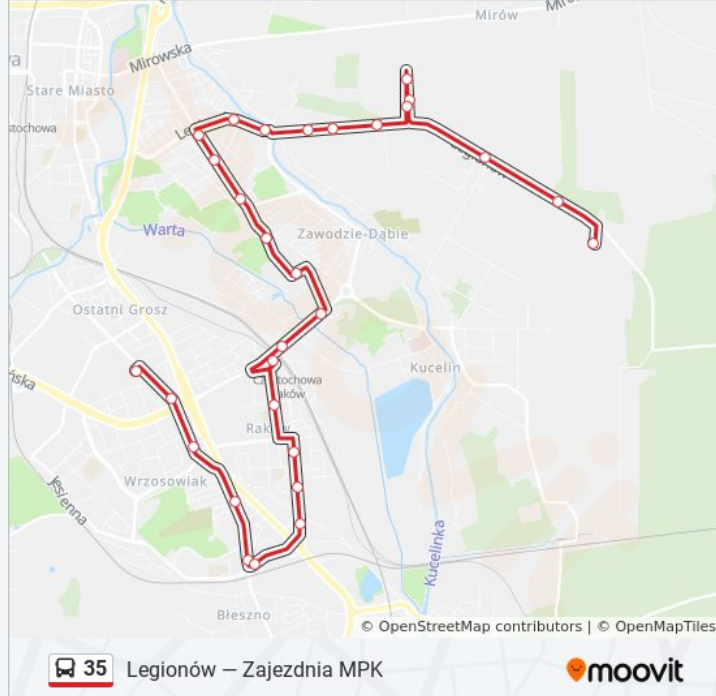 Mirów
Mirowska
Stare Miasto
Warta
Zawodzie-Dąbie
Ostatni Grosz
Kucelin
Częstochowa
Raków
Wrzosowiak
Jesienna
Kucelinka
Błeszno
© OpenStreetMap contributors | © OpenMapTiles
35 Legionów — Zajezdnia MPK
moovit